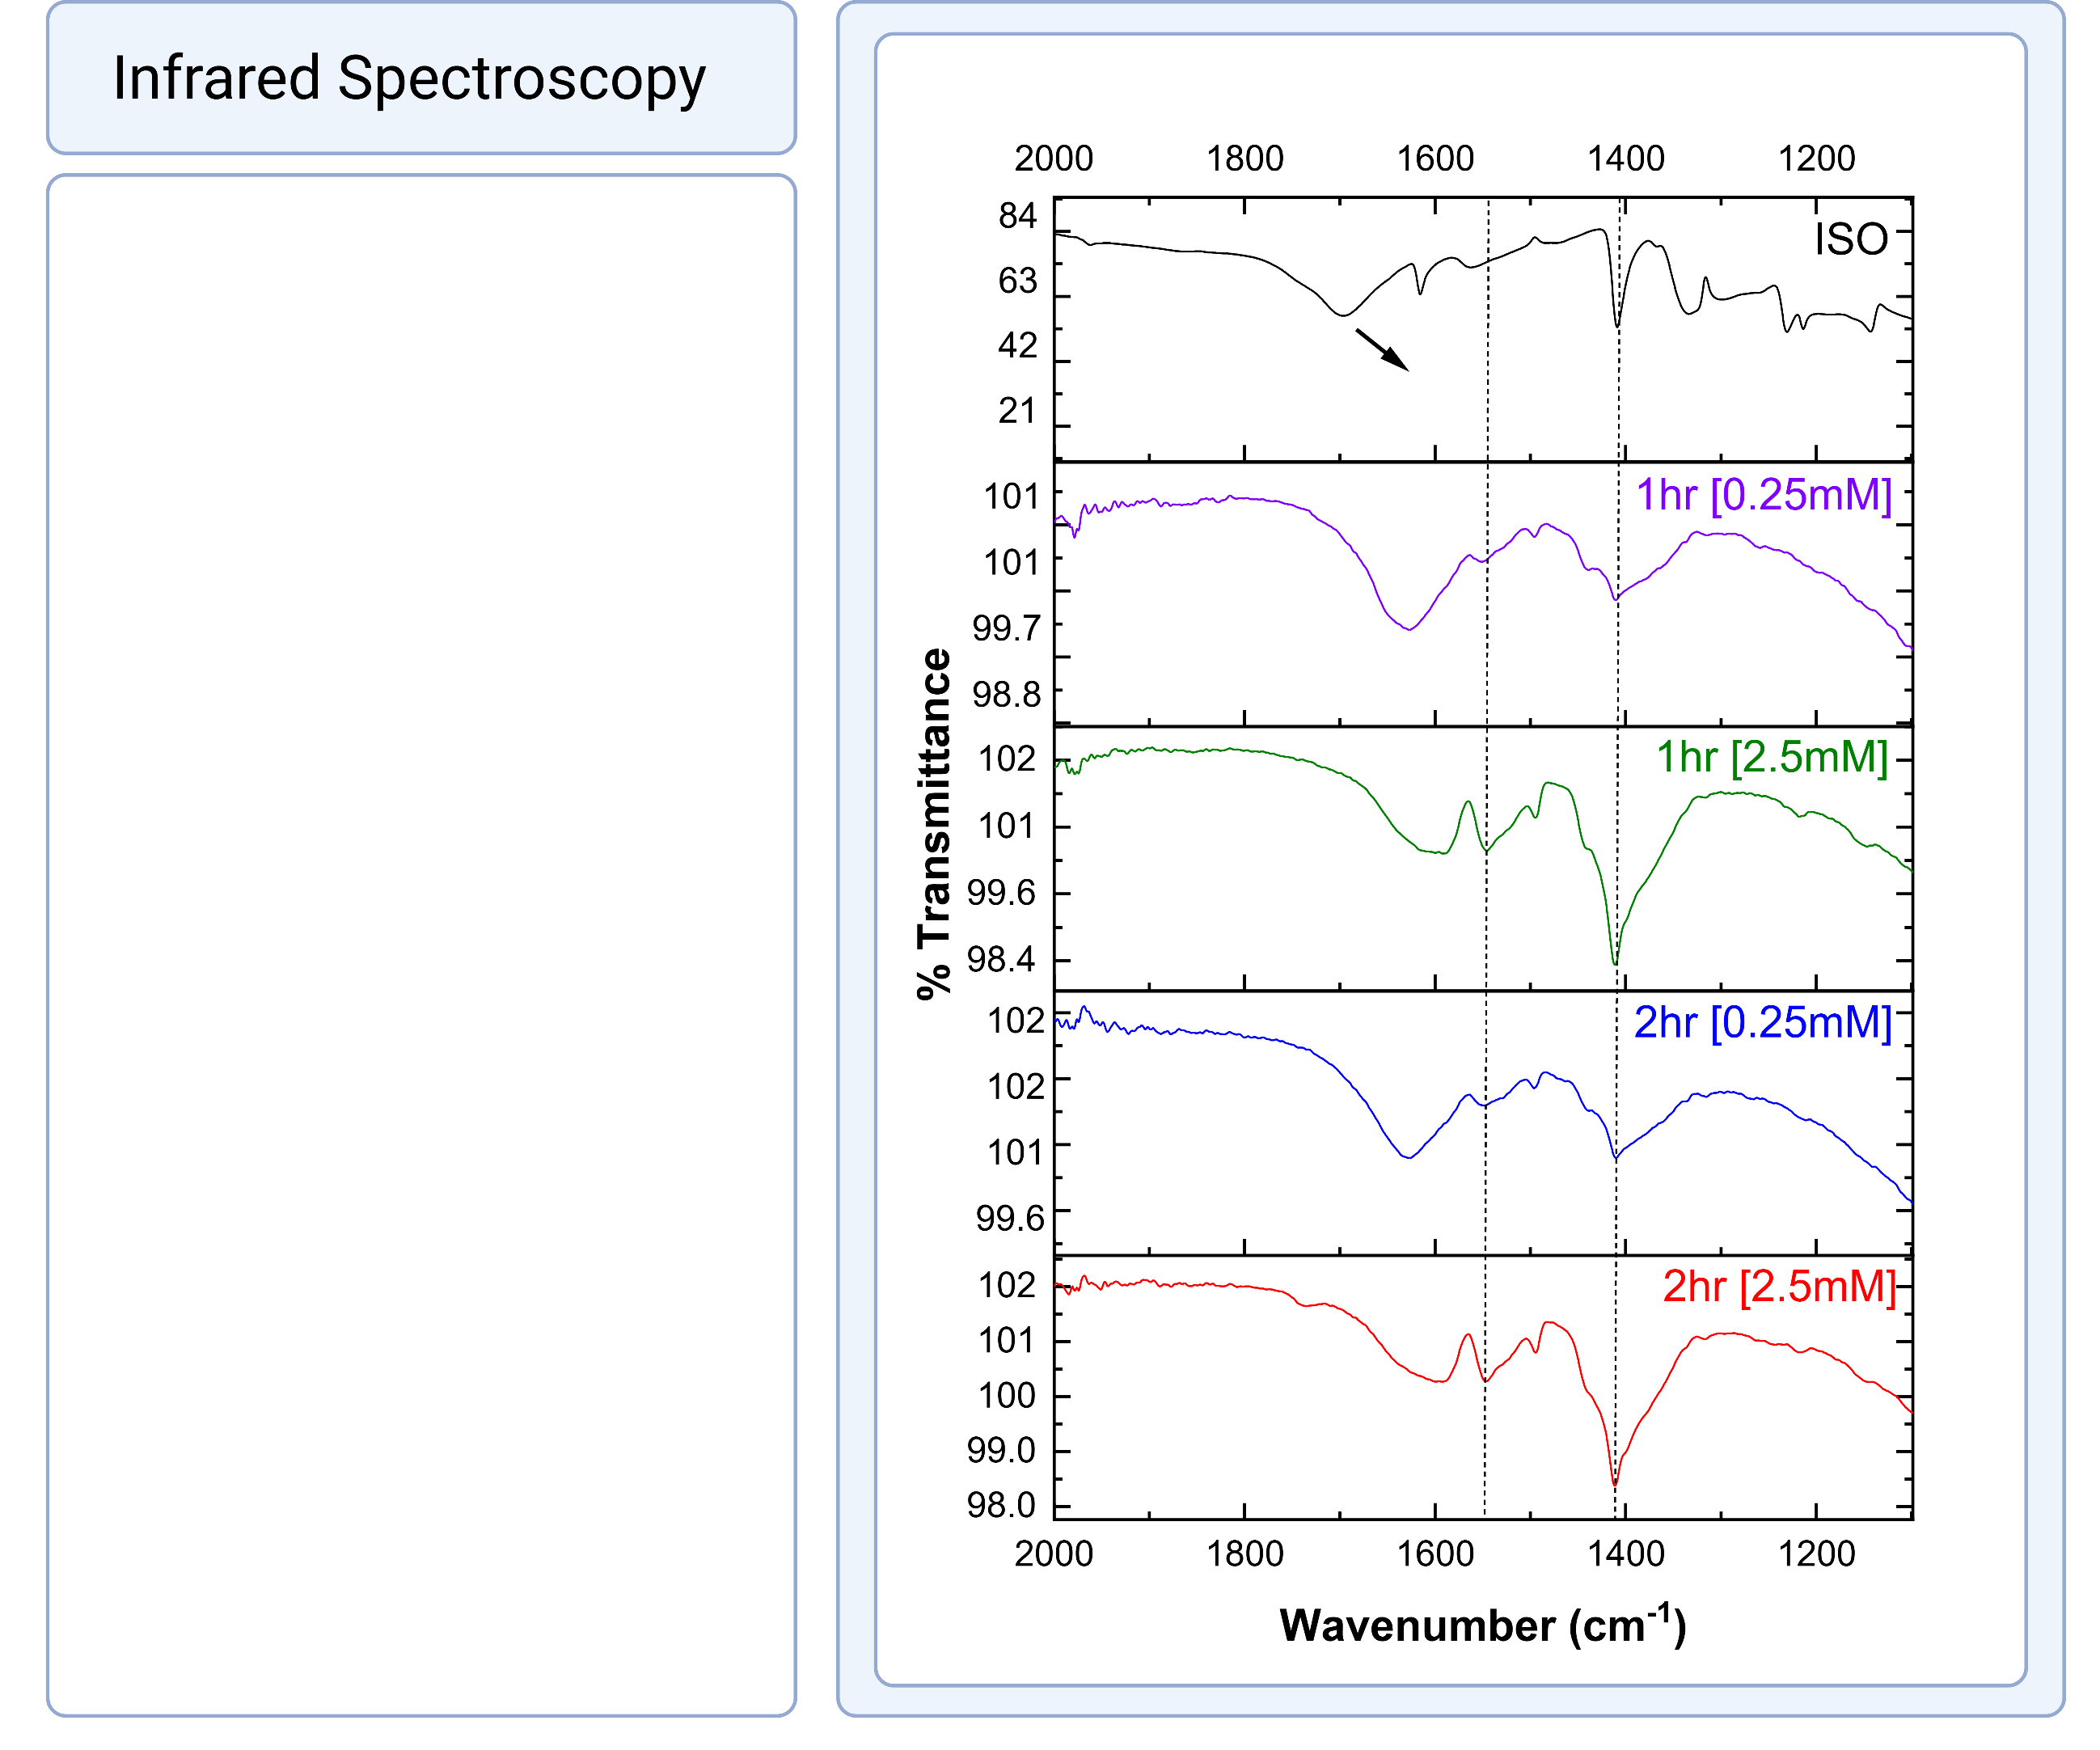 Infrared Spectroscopy
2000 1800 1600 1400 1200
84
63
42
21
ISO
101
101
99.7
98.8
1hr [0.25mM]
102
101
99.6
98.4
1hr [2.5mM]
102
102
101
99.6
2hr [0.25mM]
102
101
100
99.0
98.0
2hr [2.5mM]
% Transmittance
2000 1800 1600 1400 1200
Wavenumber (cm⁻¹)